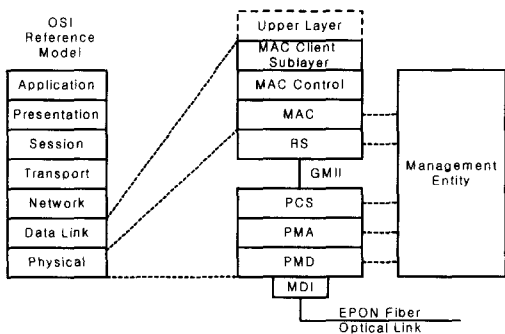 OSI
Reference
Model
Application
Presentation
Session
Transport
Network
Data Link
Physical
Upper Layer
MAC Client
Sublayer
MAC Control
MAC
RS
GMII
PCS
PMA
PMD
MDI
EPON Fiber
Optical Link
Management
Entity